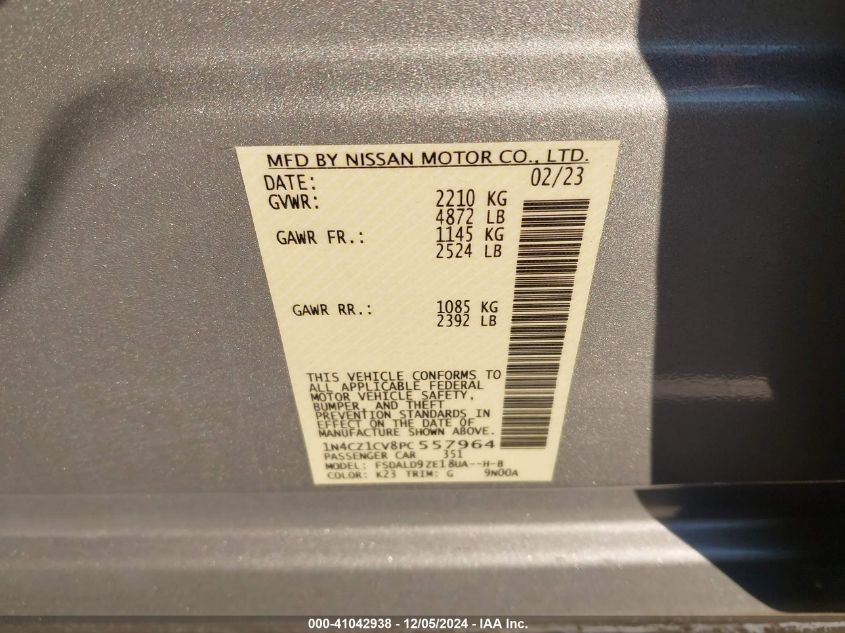 MFD BY NISSAN MOTOR CO., LTD.
DATE: 02/23
GVWR: 2210 KG
4872 LB
GAWR FR.: 1145 KG
2524 LB
GAWR RR.: 1085 KG
2392 LB
THIS VEHICLE CONFORMS TO
ALL APPLICABLE FEDERAL
MOTOR VEHICLE SAFETY,
BUMPER, AND THEFT
PREVENTION STANDARDS IN
EFFECT ON THE DATE OF
MANUFACTURE SHOWN ABOVE.
1N4CZ1CV8PC557964
PASSENGER CAR 351
MODEL: FSDALD9ZE18UA--H-B
COLOR: K23 TRIM: G 9N00A
000-41042938 - 12/05/2024 - IAA Inc.